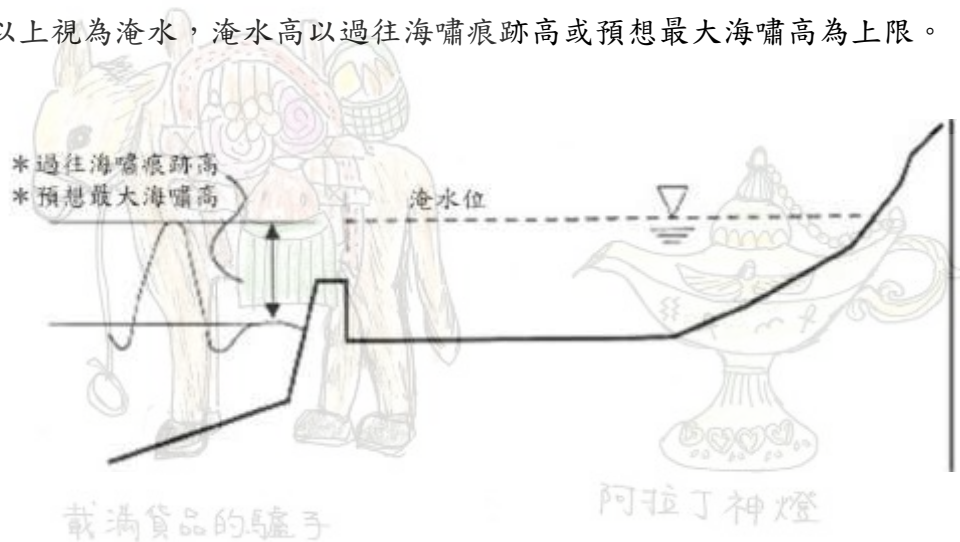 以上視為淹水，淹水高以過往海嘯痕跡高或預想最大海嘯高為上限。
＊過往海嘯痕跡高
＊預想最大海嘯高
淹水位
載滿貨品的驢子
阿拉丁神燈